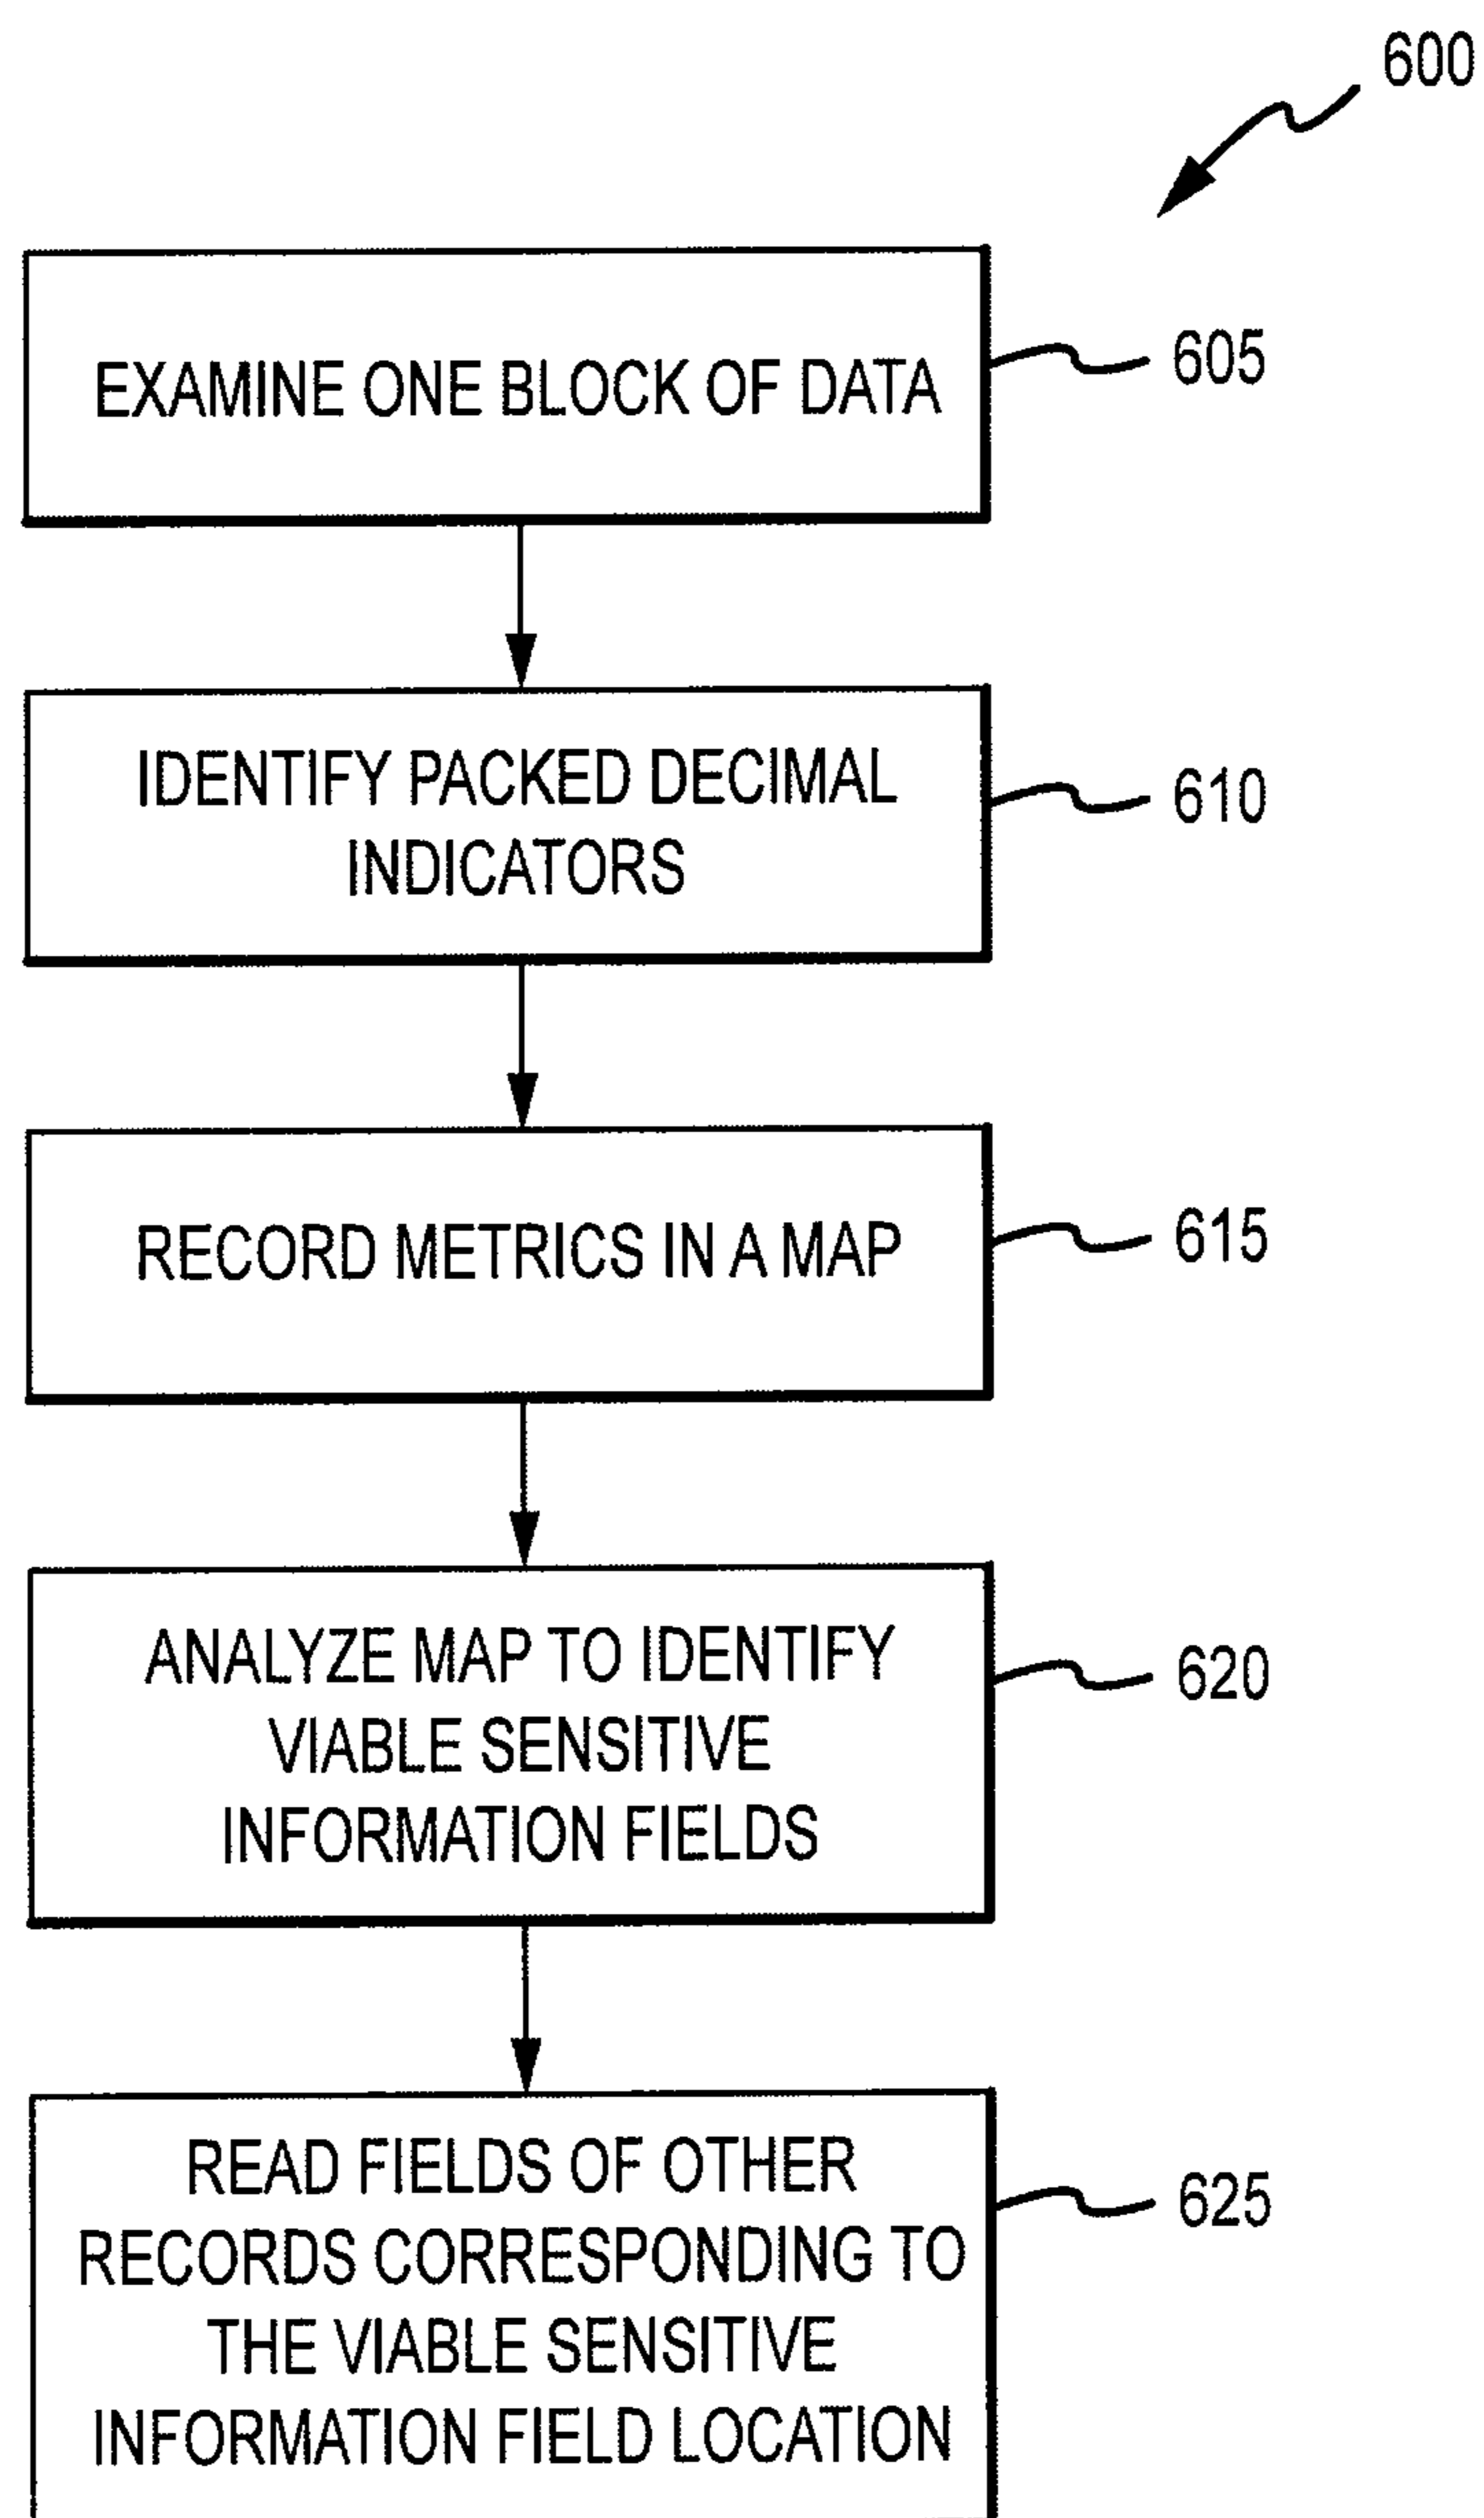 600
EXAMINE ONE BLOCK OF DATA
605
IDENTIFY PACKED DECIMAL
INDICATORS
610
RECORD METRICS IN A MAP
615
ANALYZE MAP TO IDENTIFY
VIABLE SENSITIVE
INFORMATION FIELDS
620
READ FIELDS OF OTHER
RECORDS CORRESPONDING TO
THE VIABLE SENSITIVE
INFORMATION FIELD LOCATION
625